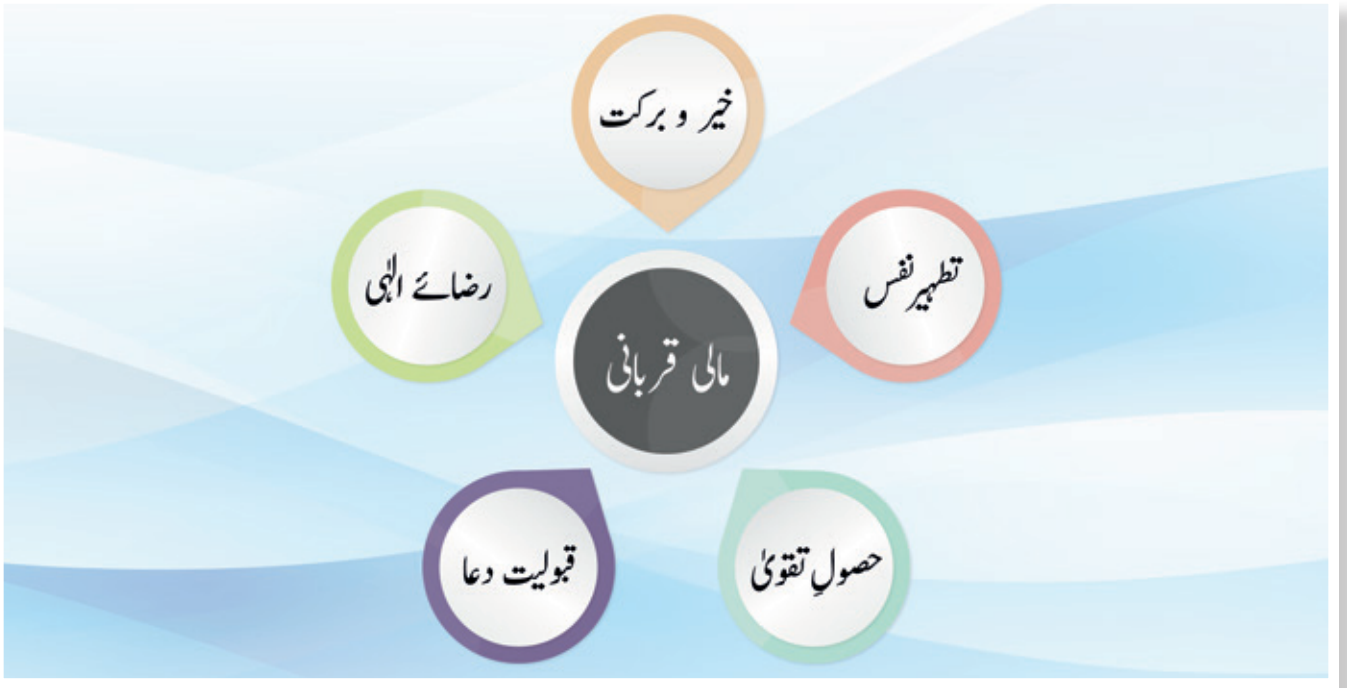 خیر و برکت
تطہیرِ نفس
رضائے الٰہی
مالی قربانی
حصولِ تقویٰ
قبولیت دعا